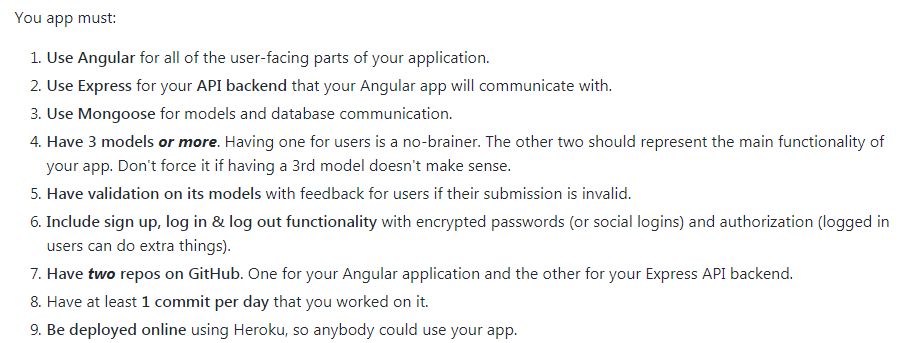 You app must:
1. Use Angular for all of the user-facing parts of your application.
2. Use Express for your API backend that your Angular app will communicate with.
3. Use Mongoose for models and database communication.
4. Have 3 models or more. Having one for users is a no-brainer. The other two should represent the main functionality of
your app. Don't force it if having a 3rd model doesn't make sense.
5. Have validation on its models with feedback for users if their submission is invalid.
6. Include sign up, log in & log out functionality with encrypted passwords (or social logins) and authorization (logged in
users can do extra things).
7. Have two repos on GitHub. One for your Angular application and the other for your Express API backend.
8. Have at least 1 commit per day that you worked on it.
9. Be deployed online using Heroku, so anybody could use your app.